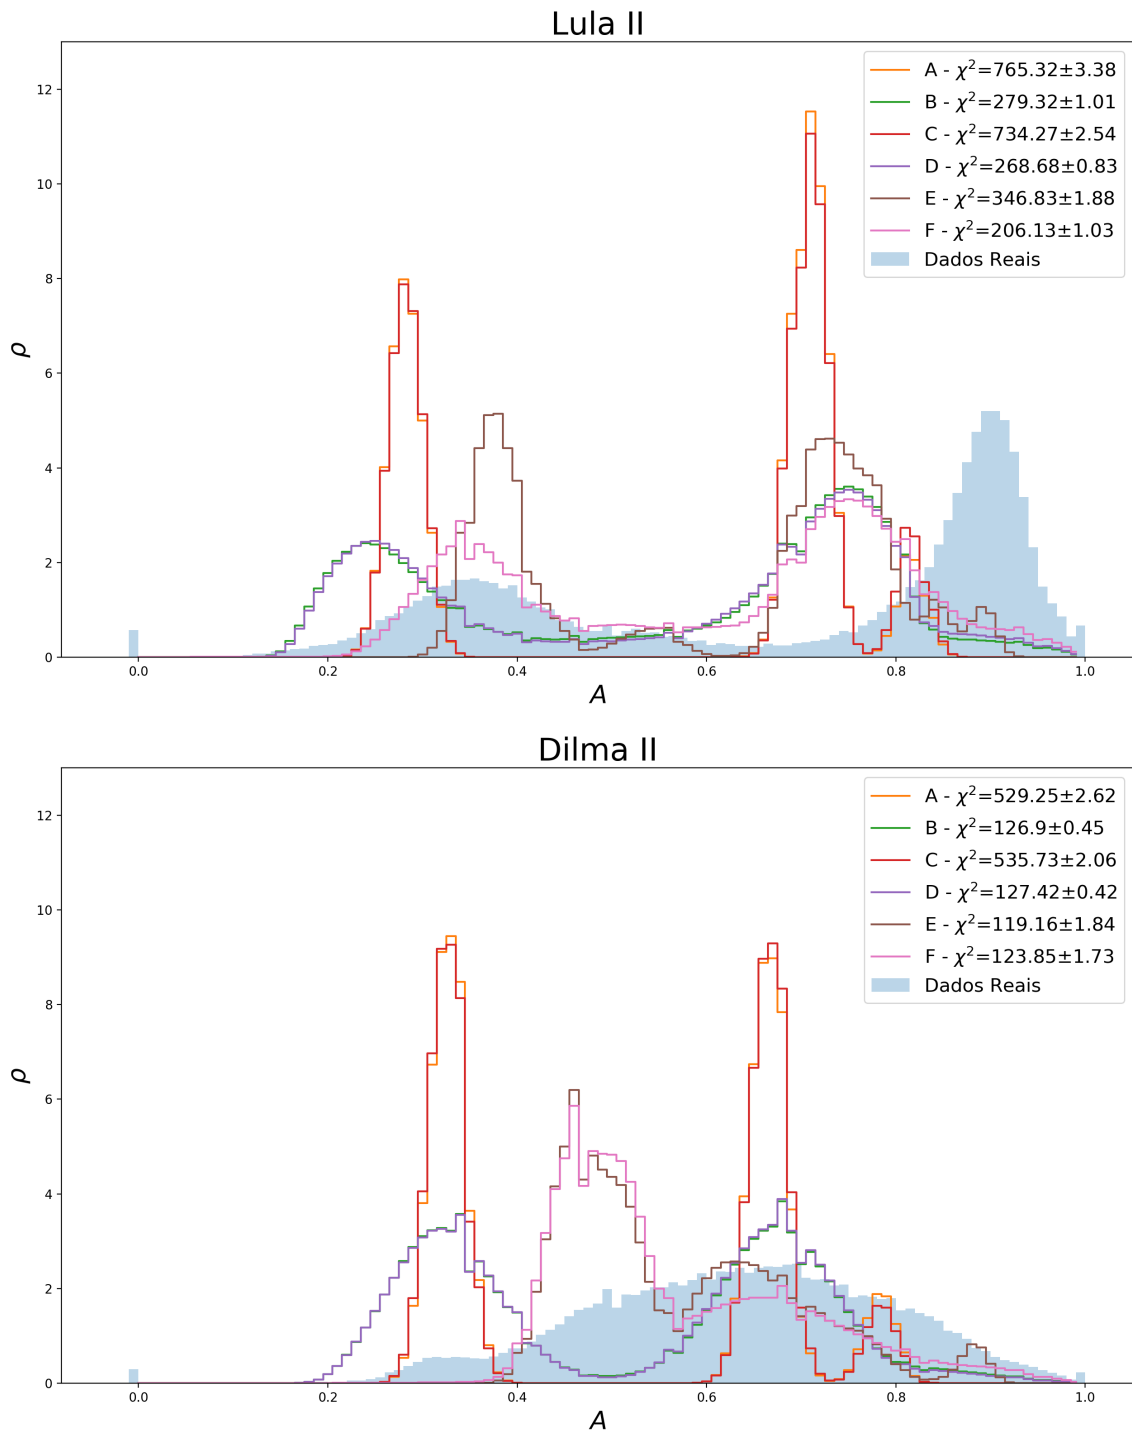 Lula II
A - χ²=765.32±3.38
B - χ²=279.32±1.01
C - χ²=734.27±2.54
D - χ²=268.68±0.83
E - χ²=346.83±1.88
F - χ²=206.13±1.03
Dados Reais
12
10
8
6
4
2
0
ρ
0.0 0.2 0.4 0.6 0.8 1.0
A
Dilma II
A - χ²=529.25±2.62
B - χ²=126.9±0.45
C - χ²=535.73±2.06
D - χ²=127.42±0.42
E - χ²=119.16±1.84
F - χ²=123.85±1.73
Dados Reais
12
10
8
6
4
2
0
ρ
0.0 0.2 0.4 0.6 0.8 1.0
A